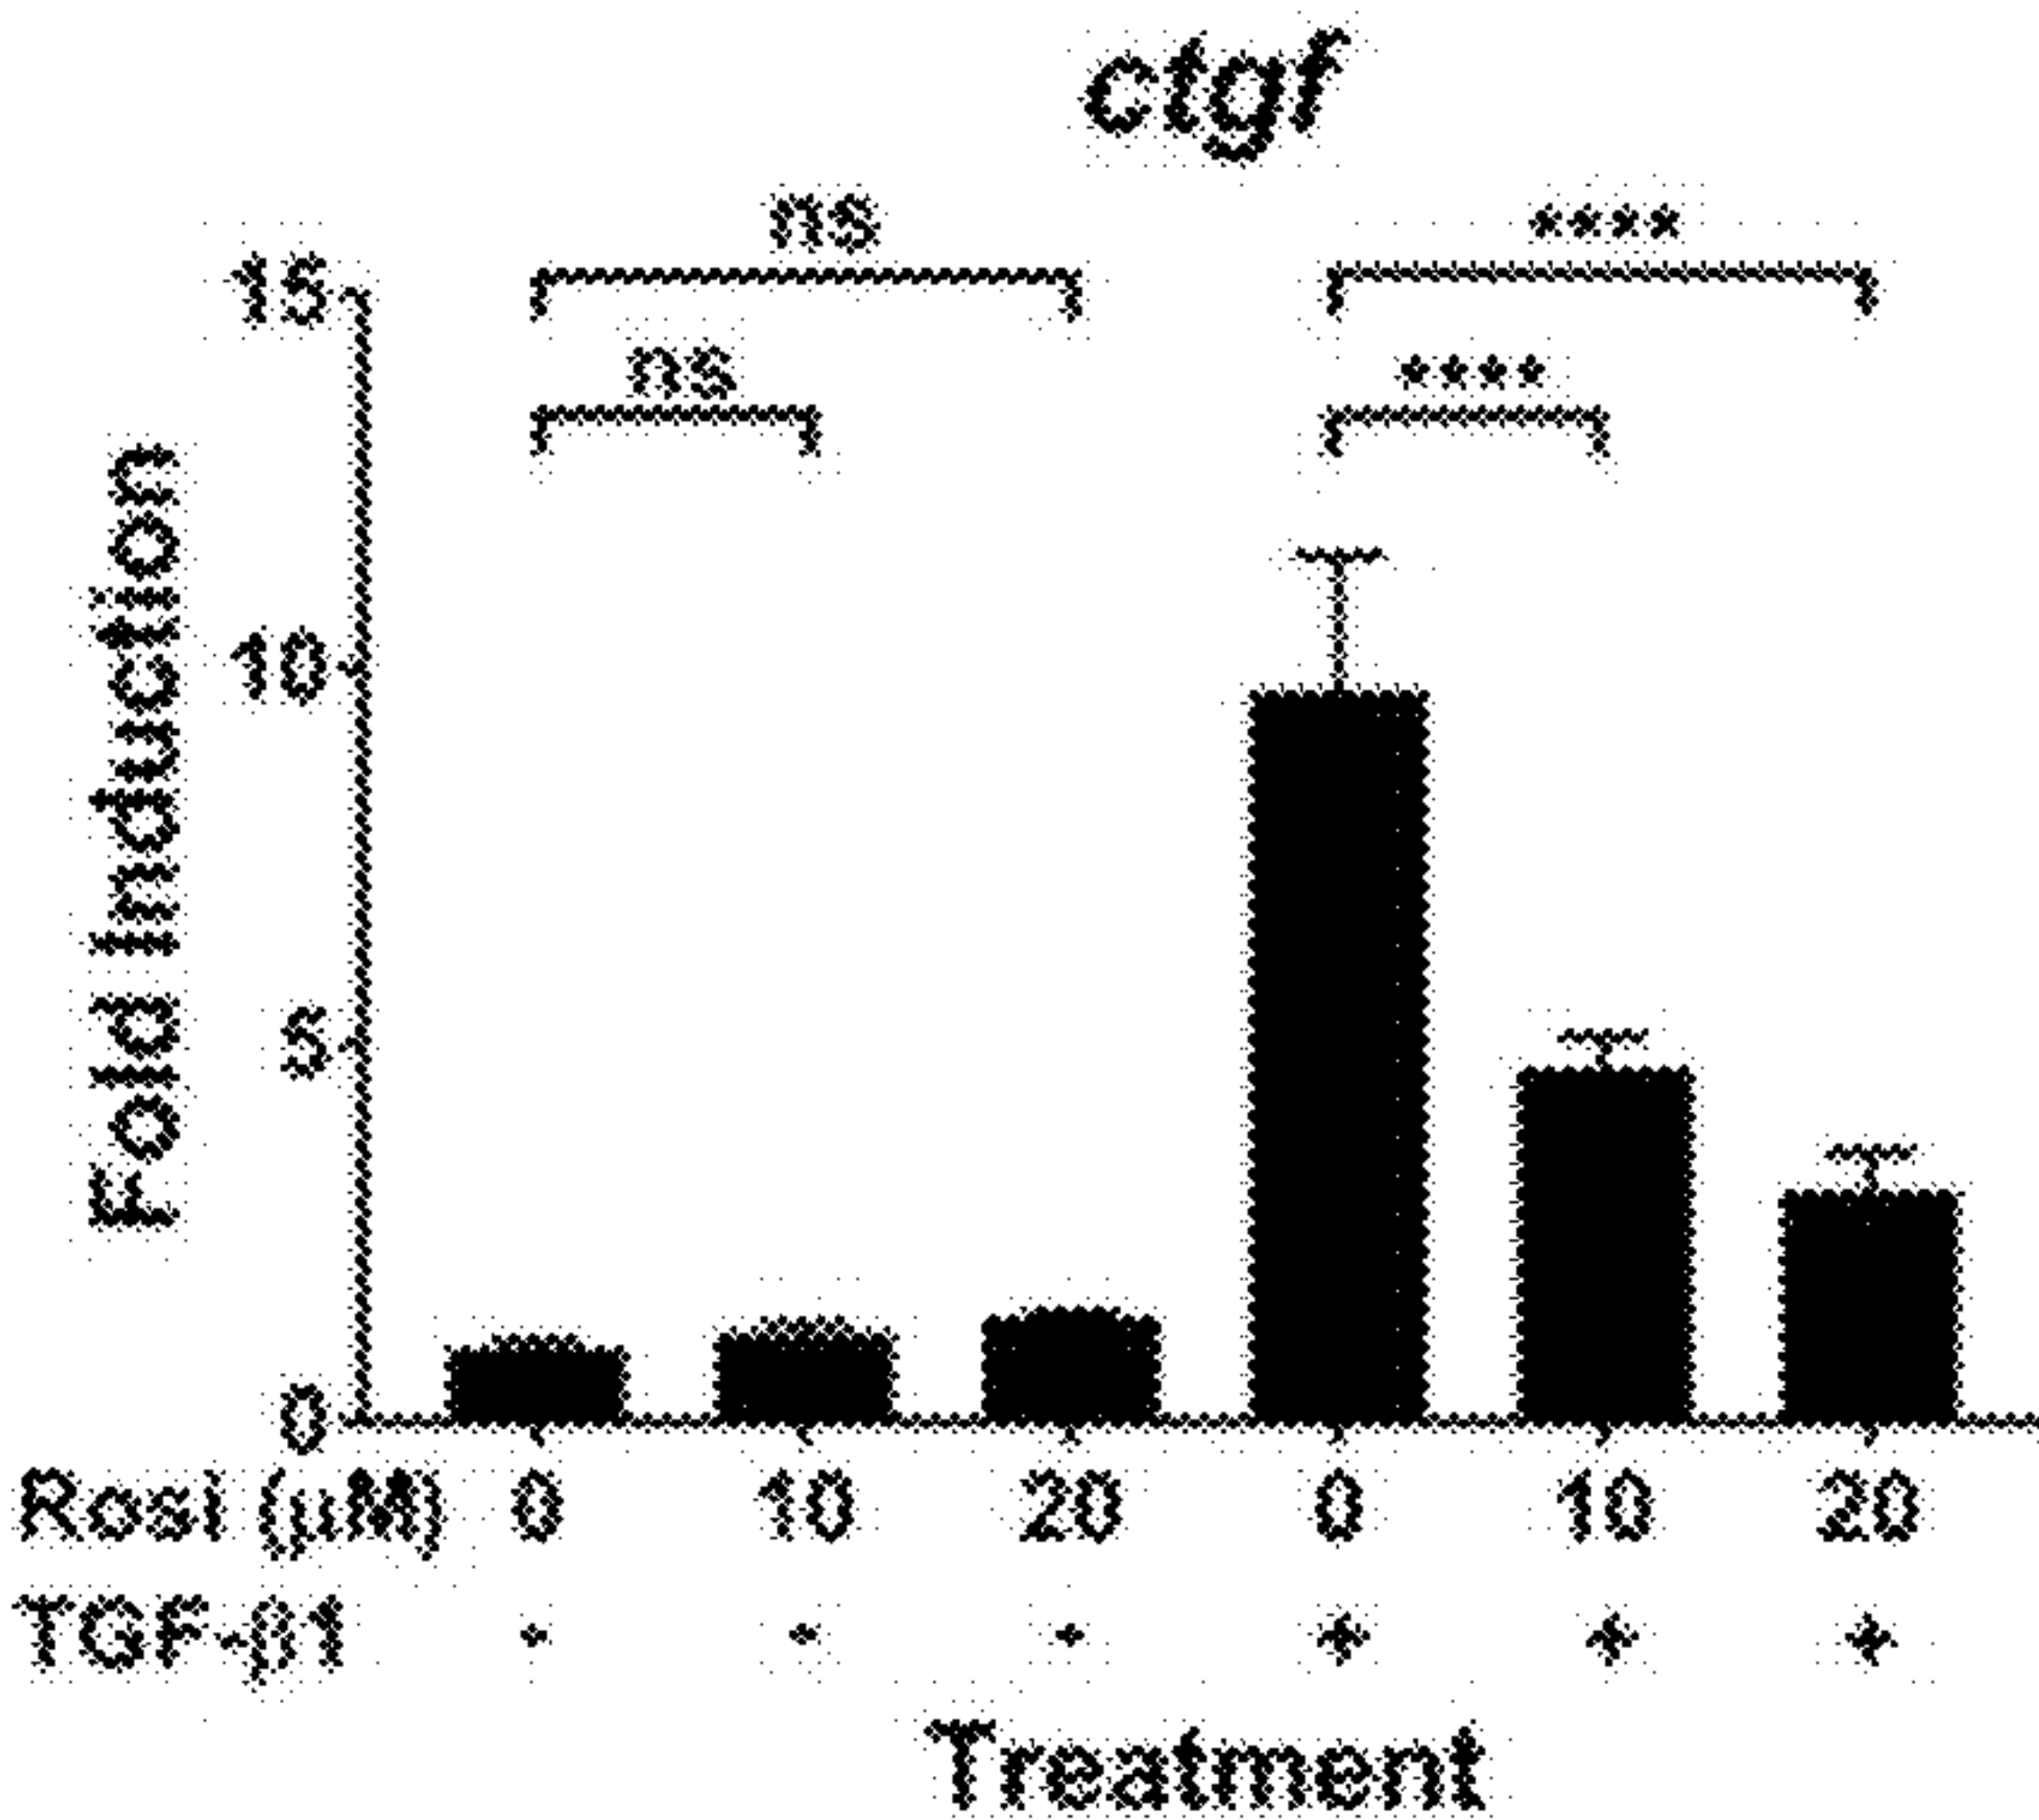 ctgr
ns
****
15
ns
****
10
Fold Induction
5
0
Rosi (μM) 0 10 20 0 10 20
TGF-β1 - - - + + +
Treatment